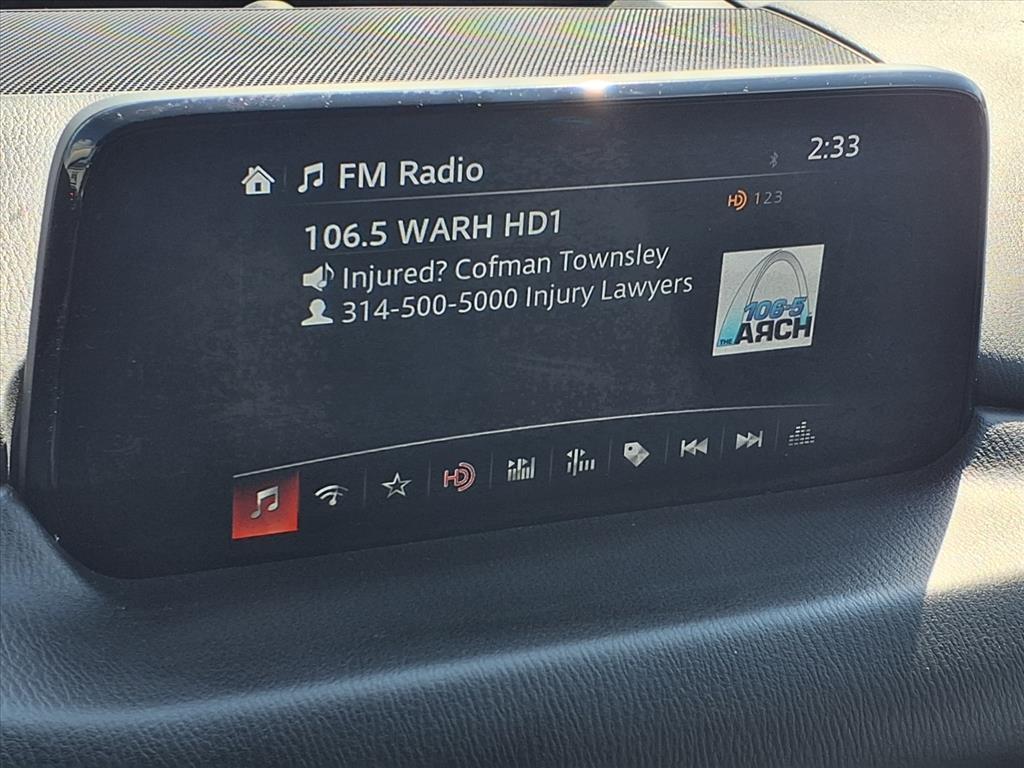 FM Radio
2:33
HD 123
106.5 WARH HD1
Injured? Cofman Townsley
314-500-5000 Injury Lawyers
106-5
THE ARCH
HD